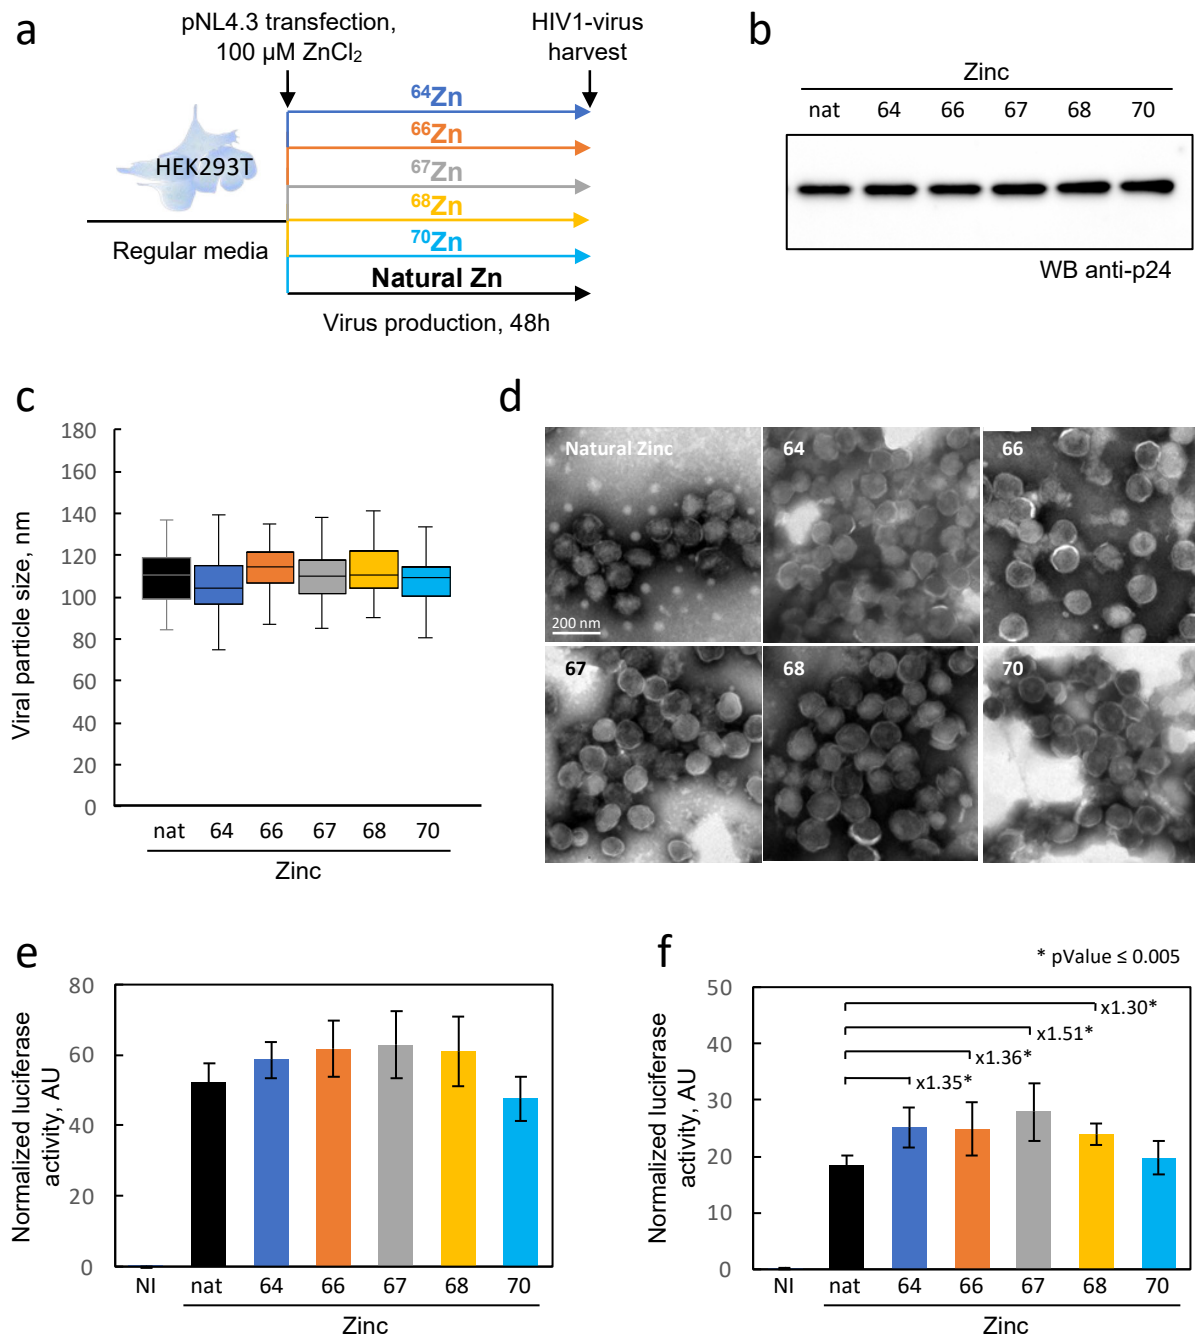 a
pNL4.3 transfection,
100 µM ZnCl₂
HIV1-virus
harvest
⁶⁴Zn
⁶⁶Zn
⁶⁷Zn
⁶⁸Zn
⁷⁰Zn
Natural Zn
HEK293T
Regular media
Virus production, 48h
b
Zinc
nat 64 66 67 68 70
WB anti-p24
c
Viral particle size, nm
180
160
140
120
100
80
60
40
20
0
nat 64 66 67 68 70
Zinc
d
Natural Zinc
200 nm
64
66
67
68
70
e
Normalized luciferase
activity, AU
80
60
40
20
0
NI nat 64 66 67 68 70
Zinc
f
* pValue ≤ 0.005
Normalized luciferase
activity, AU
50
40
30
20
10
0
x1.30*
x1.51*
x1.36*
x1.35*
NI nat 64 66 67 68 70
Zinc